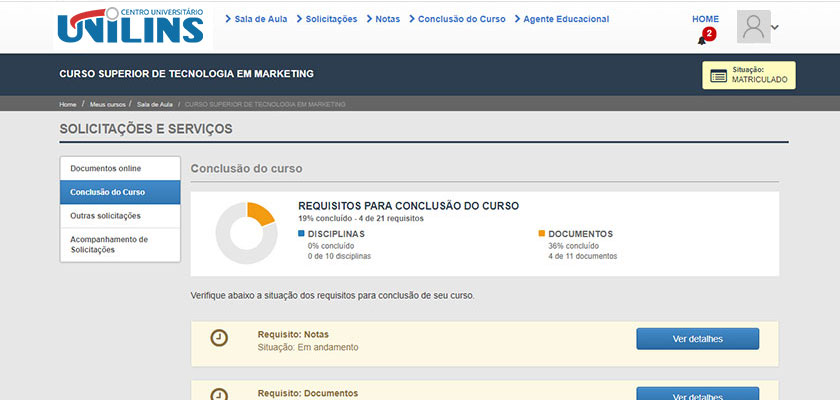 CENTRO UNIVERSITÁRIO
UNILINS
Sala de Aula Solicitações Notas Conclusão do Curso Agente Educacional
HOME
2
CURSO SUPERIOR DE TECNOLOGIA EM MARKETING
Situação:
MATRICULADO
Home / Meus cursos / Sala de Aula / CURSO SUPERIOR DE TECNOLOGIA EM MARKETING
SOLICITAÇÕES E SERVIÇOS
Documentos online
Conclusão do Curso
Outras solicitações
Acompanhamento de
Solicitações
Conclusão do curso
REQUISITOS PARA CONCLUSÃO DO CURSO
19% concluído - 4 de 21 requisitos
DISCIPLINAS
0% concluído
0 de 10 disciplinas
DOCUMENTOS
36% concluído
4 de 11 documentos
Verifique abaixo a situação dos requisitos para conclusão de seu curso.
Requisito: Notas
Situação: Em andamento
Ver detalhes
Requisito: Documentos
Ver detalhes